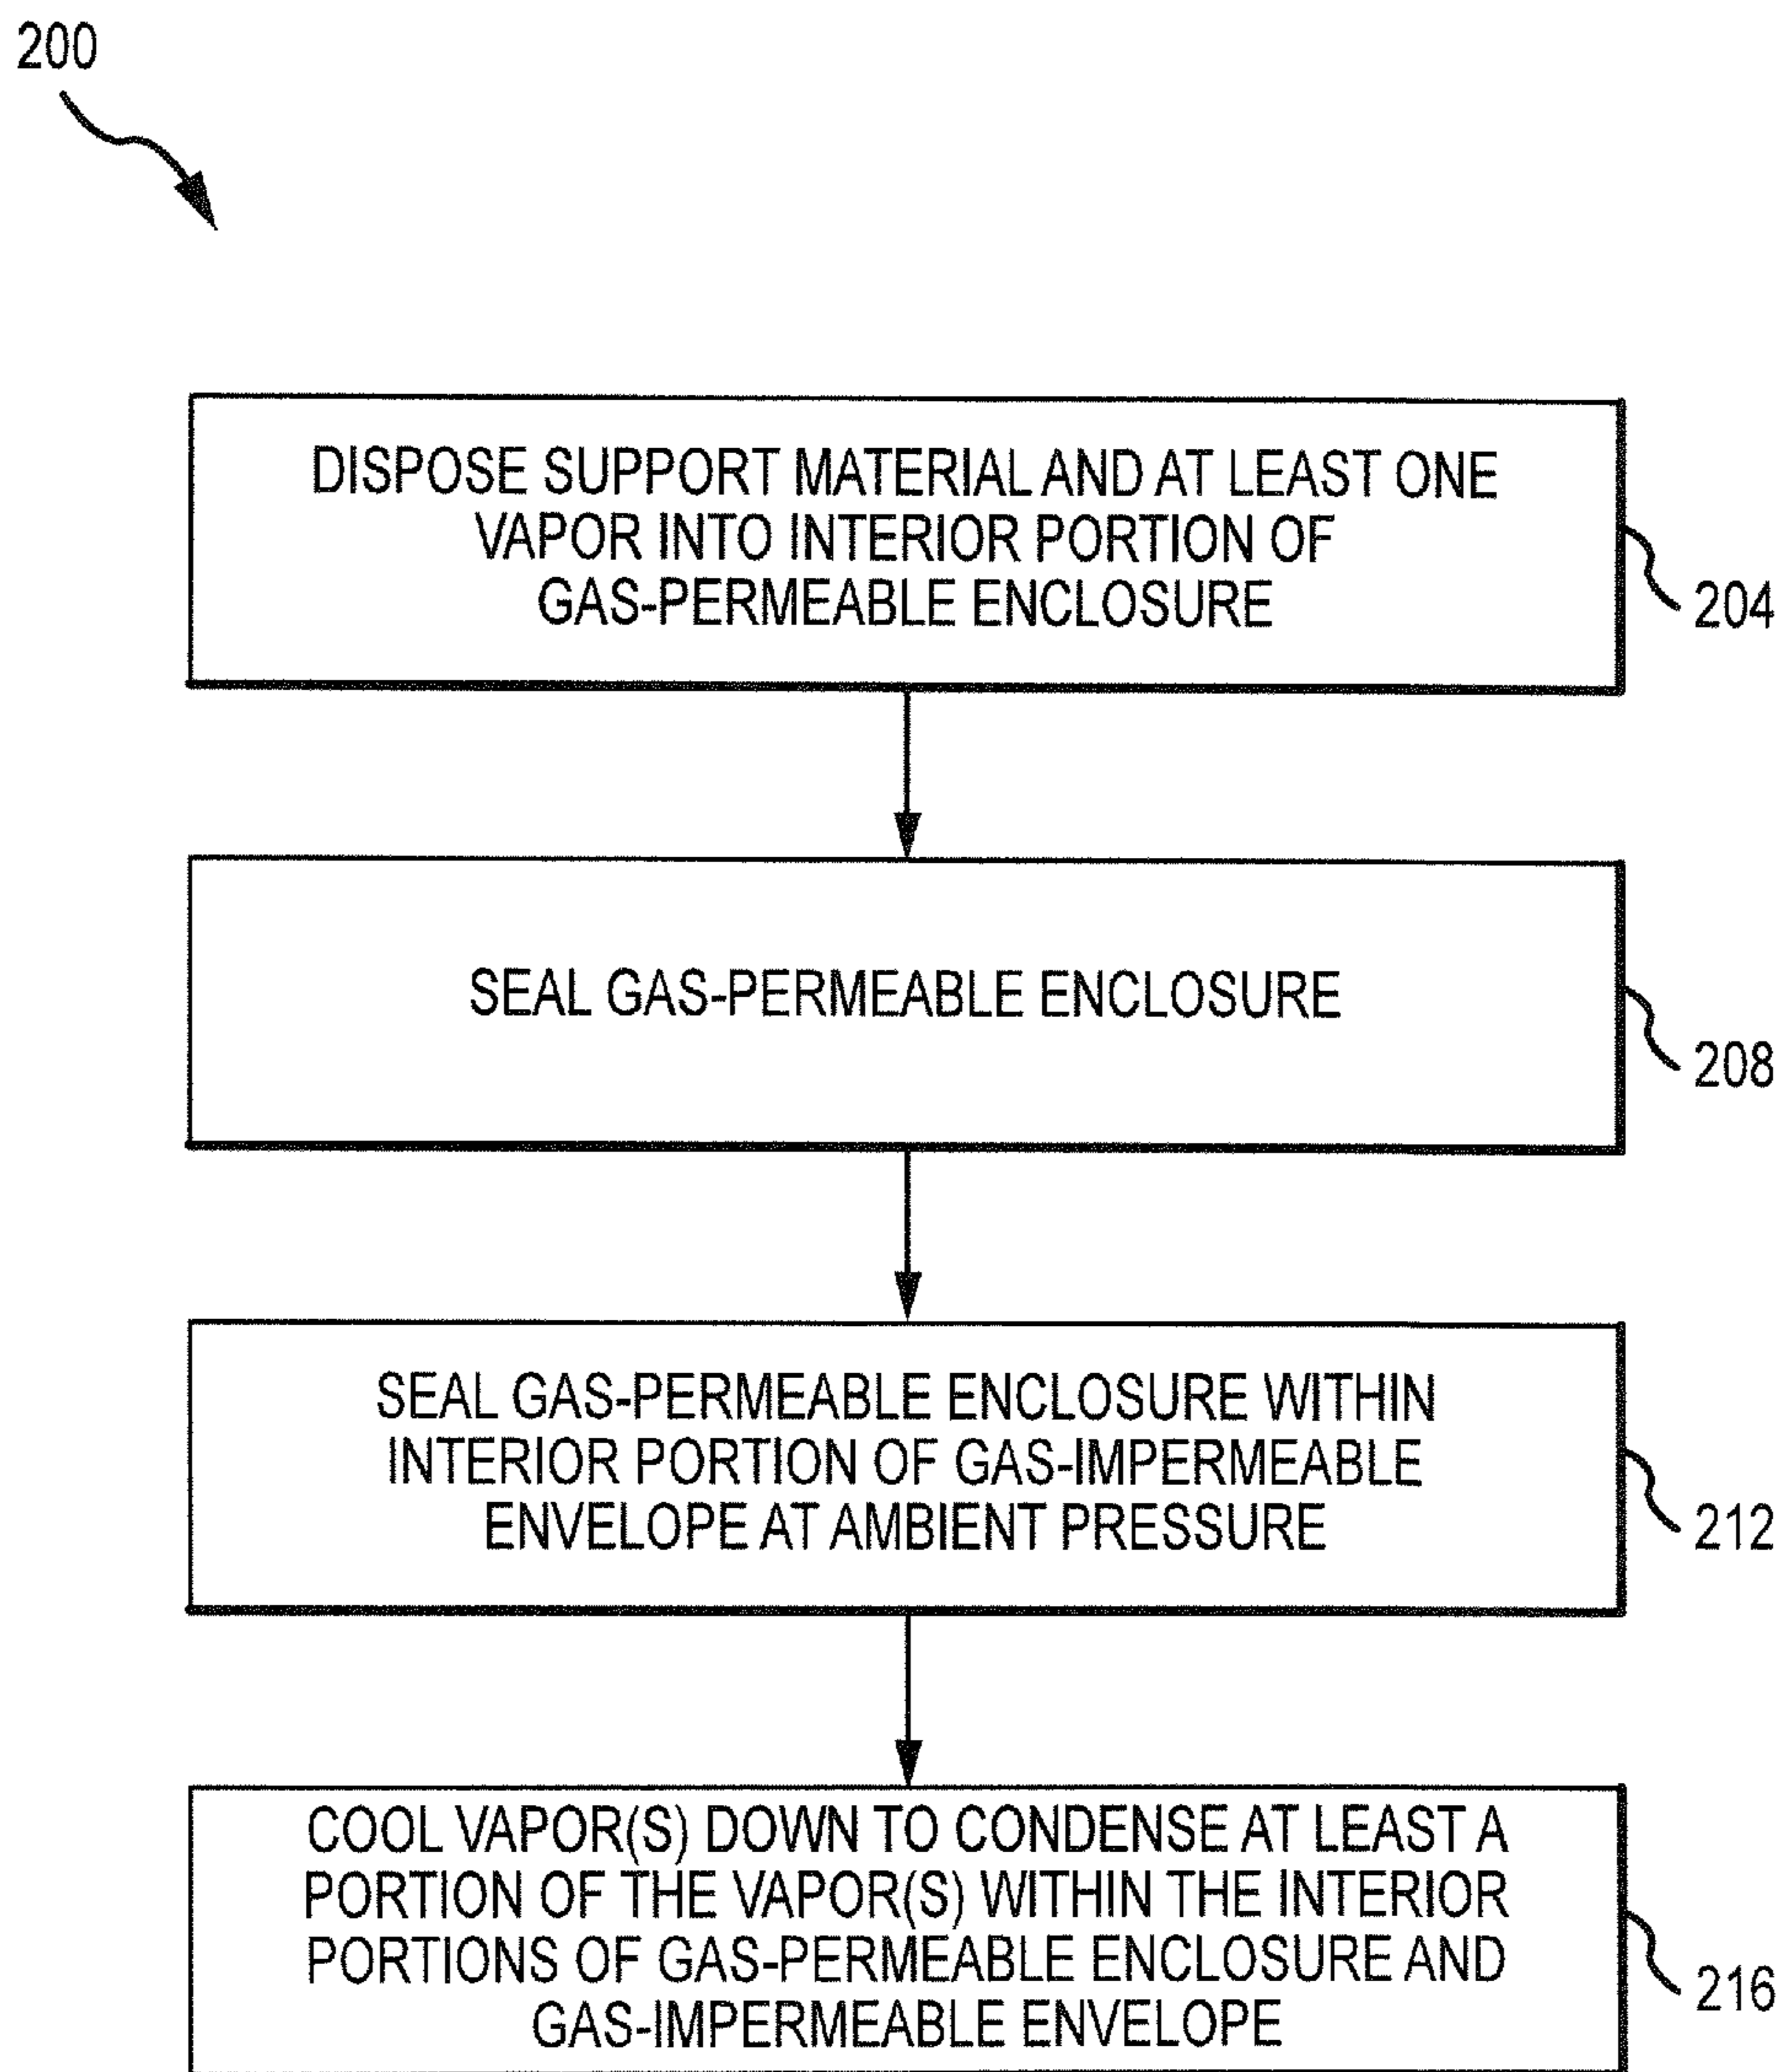 200
DISPOSE SUPPORT MATERIAL AND AT LEAST ONE
VAPOR INTO INTERIOR PORTION OF
GAS-PERMEABLE ENCLOSURE
204
SEAL GAS-PERMEABLE ENCLOSURE
208
SEAL GAS-PERMEABLE ENCLOSURE WITHIN
INTERIOR PORTION OF GAS-IMPERMEABLE
ENVELOPE AT AMBIENT PRESSURE
212
COOL VAPOR(S) DOWN TO CONDENSE AT LEAST A
PORTION OF THE VAPOR(S) WITHIN THE INTERIOR
PORTIONS OF GAS-PERMEABLE ENCLOSURE AND
GAS-IMPERMEABLE ENVELOPE
216